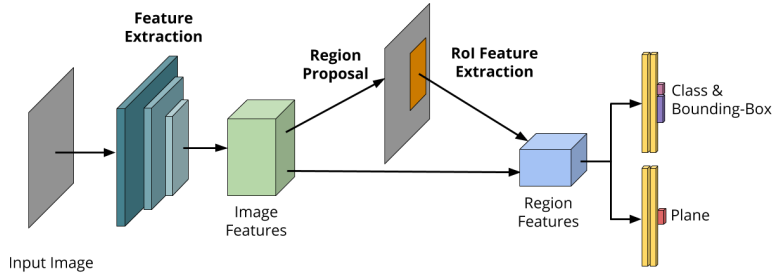 Feature
Extraction
Region
Proposal
RoI Feature
Extraction
Class &
Bounding-Box
Image
Features
Region
Features
Plane
Input Image